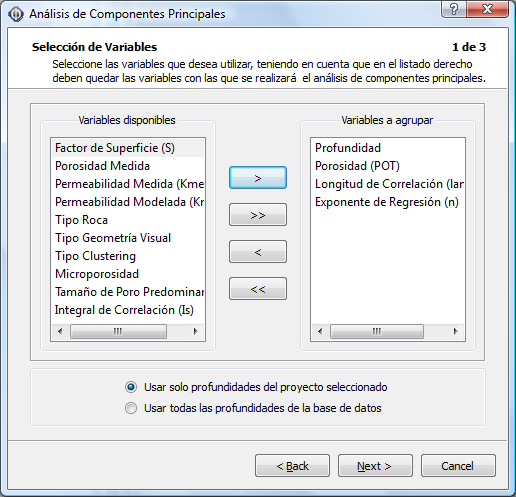 Análisis de Componentes Principales
?
X
Selección de Variables
1 de 3
Seleccione las variables que desea utilizar, teniendo en cuenta que en el listado derecho
deben quedar las variables con las que se realizará el análisis de componentes principales.
Variables disponibles
Factor de Superficie (S)
Porosidad Medida
Permeabilidad Medida (Kme
Permeabilidad Modelada (Kr
Tipo Roca
Tipo Geometría Visual
Tipo Clustering
Microporosidad
Tamaño de Poro Predominar
Integral de Correlación (Is)
>
>>
<
<<
Variables a agrupar
Profundidad
Porosidad (POT)
Longitud de Correlación (lar
Exponente de Regresión (n)
Usar solo profundidades del proyecto seleccionado
Usar todas las profundidades de la base de datos
< Back
Next >
Cancel